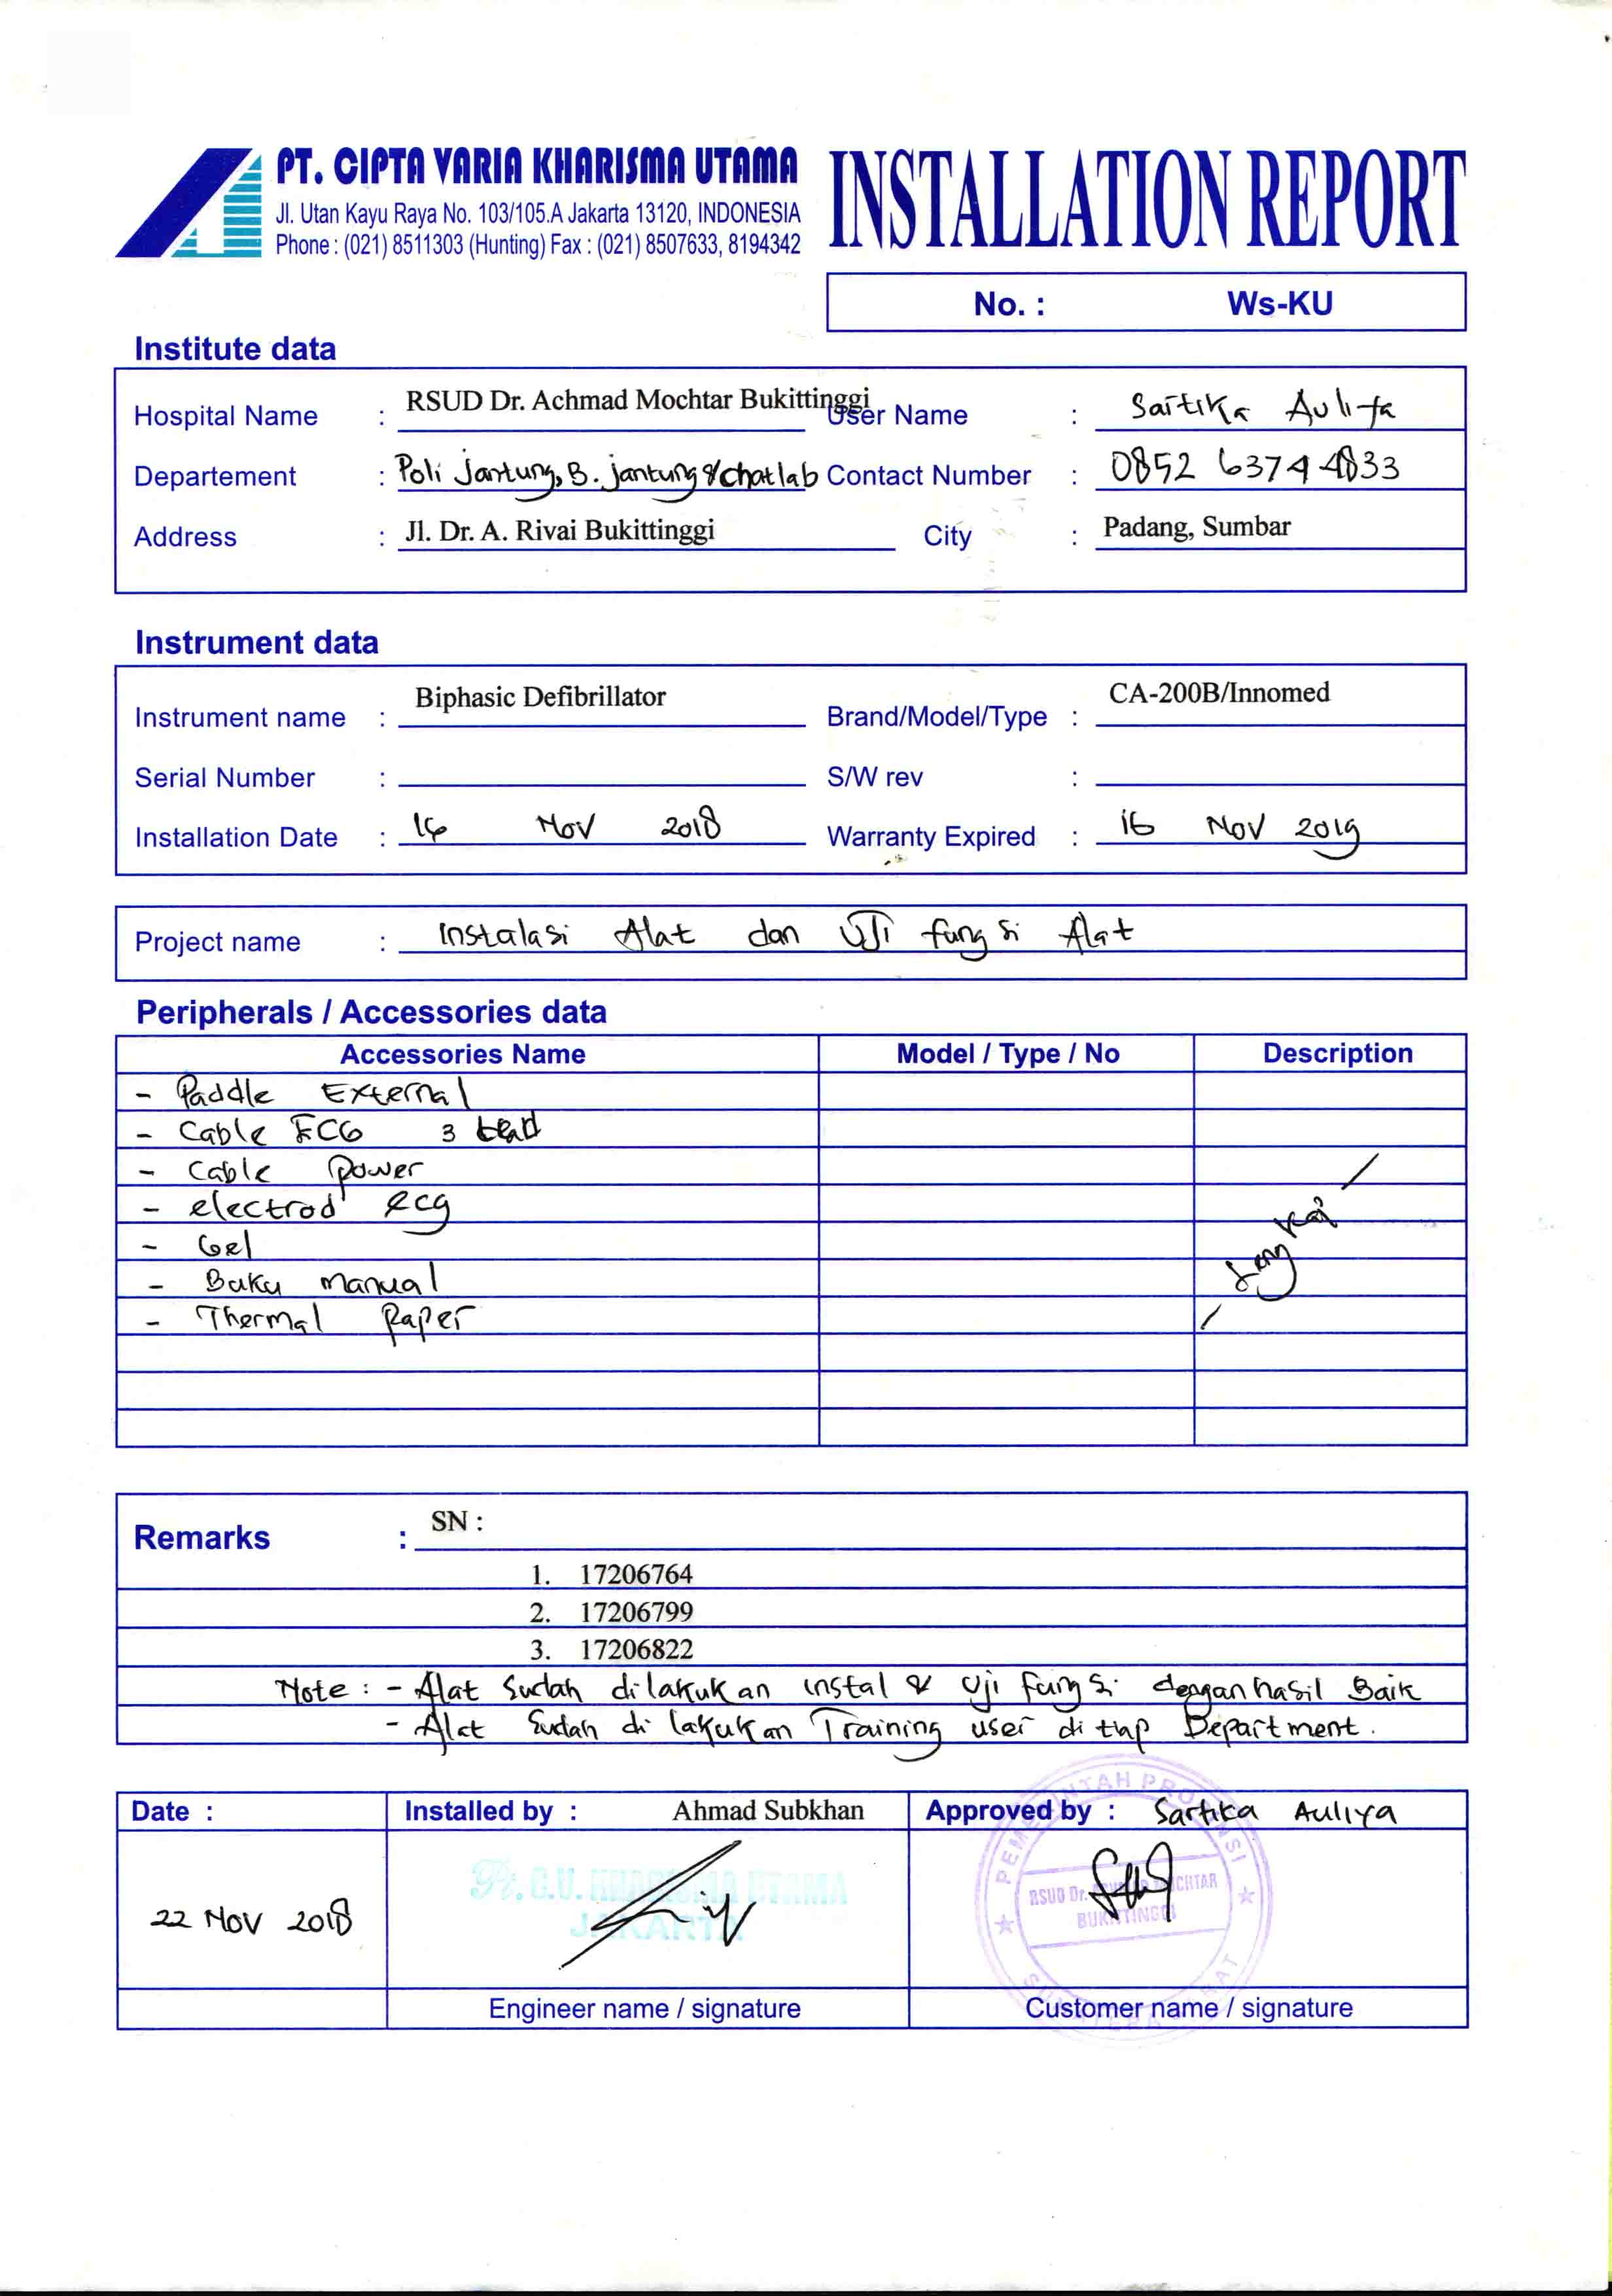 PT. CIPTA VARIA KHARISMA UTAMA
Jl. Utan Kayu Raya No. 103/105.A Jakarta 13120, INDONESIA
Phone : (021) 8511303 (Hunting) Fax : (021) 8507633, 8194342
INSTALLATION REPORT
No. : Ws-KU
Institute data
Hospital Name : RSUD Dr. Achmad Mochtar Bukittinggi User Name : Sartika Auliya
Departement : Poli Jantung, B. jantung & chatlab Contact Number : 0852 6374 4833
Address : Jl. Dr. A. Rivai Bukittinggi City : Padang, Sumbar
Instrument data
Instrument name : Biphasic Defibrillator Brand/Model/Type : CA-200B/Innomed
Serial Number : S/W rev :
Installation Date : 16 Nov 2018 Warranty Expired : 16 Nov 2019
Project name : Instalasi Alat dan Uji fungsi Alat
Peripherals / Accessories data
Accessories Name Model / Type / No Description
- Paddle External
- Cable ECG 3 lead
- Cable Power
- electrod ecg
- Gel
- Buku manual
- Thermal Paper
- Lengkap -
Remarks : SN :
1. 17206764
2. 17206799
3. 17206822
Note : - Alat sudah dilakukan instal & Uji fungsi dengan hasil Baik
- Alat sudah di lakukan Training user di tiap Department.
Date : Installed by : Ahmad Subkhan Approved by : Sartika Auliya
22 Nov 2018
PT. C.V. KHARISMA UTAMA
JAKARTA
PEMERINTAH PROVINSI
RSUD Dr. ACHMAD MOCHTAR
BUKITTINGGI
SUMATERA BARAT
Engineer name / signature Customer name / signature